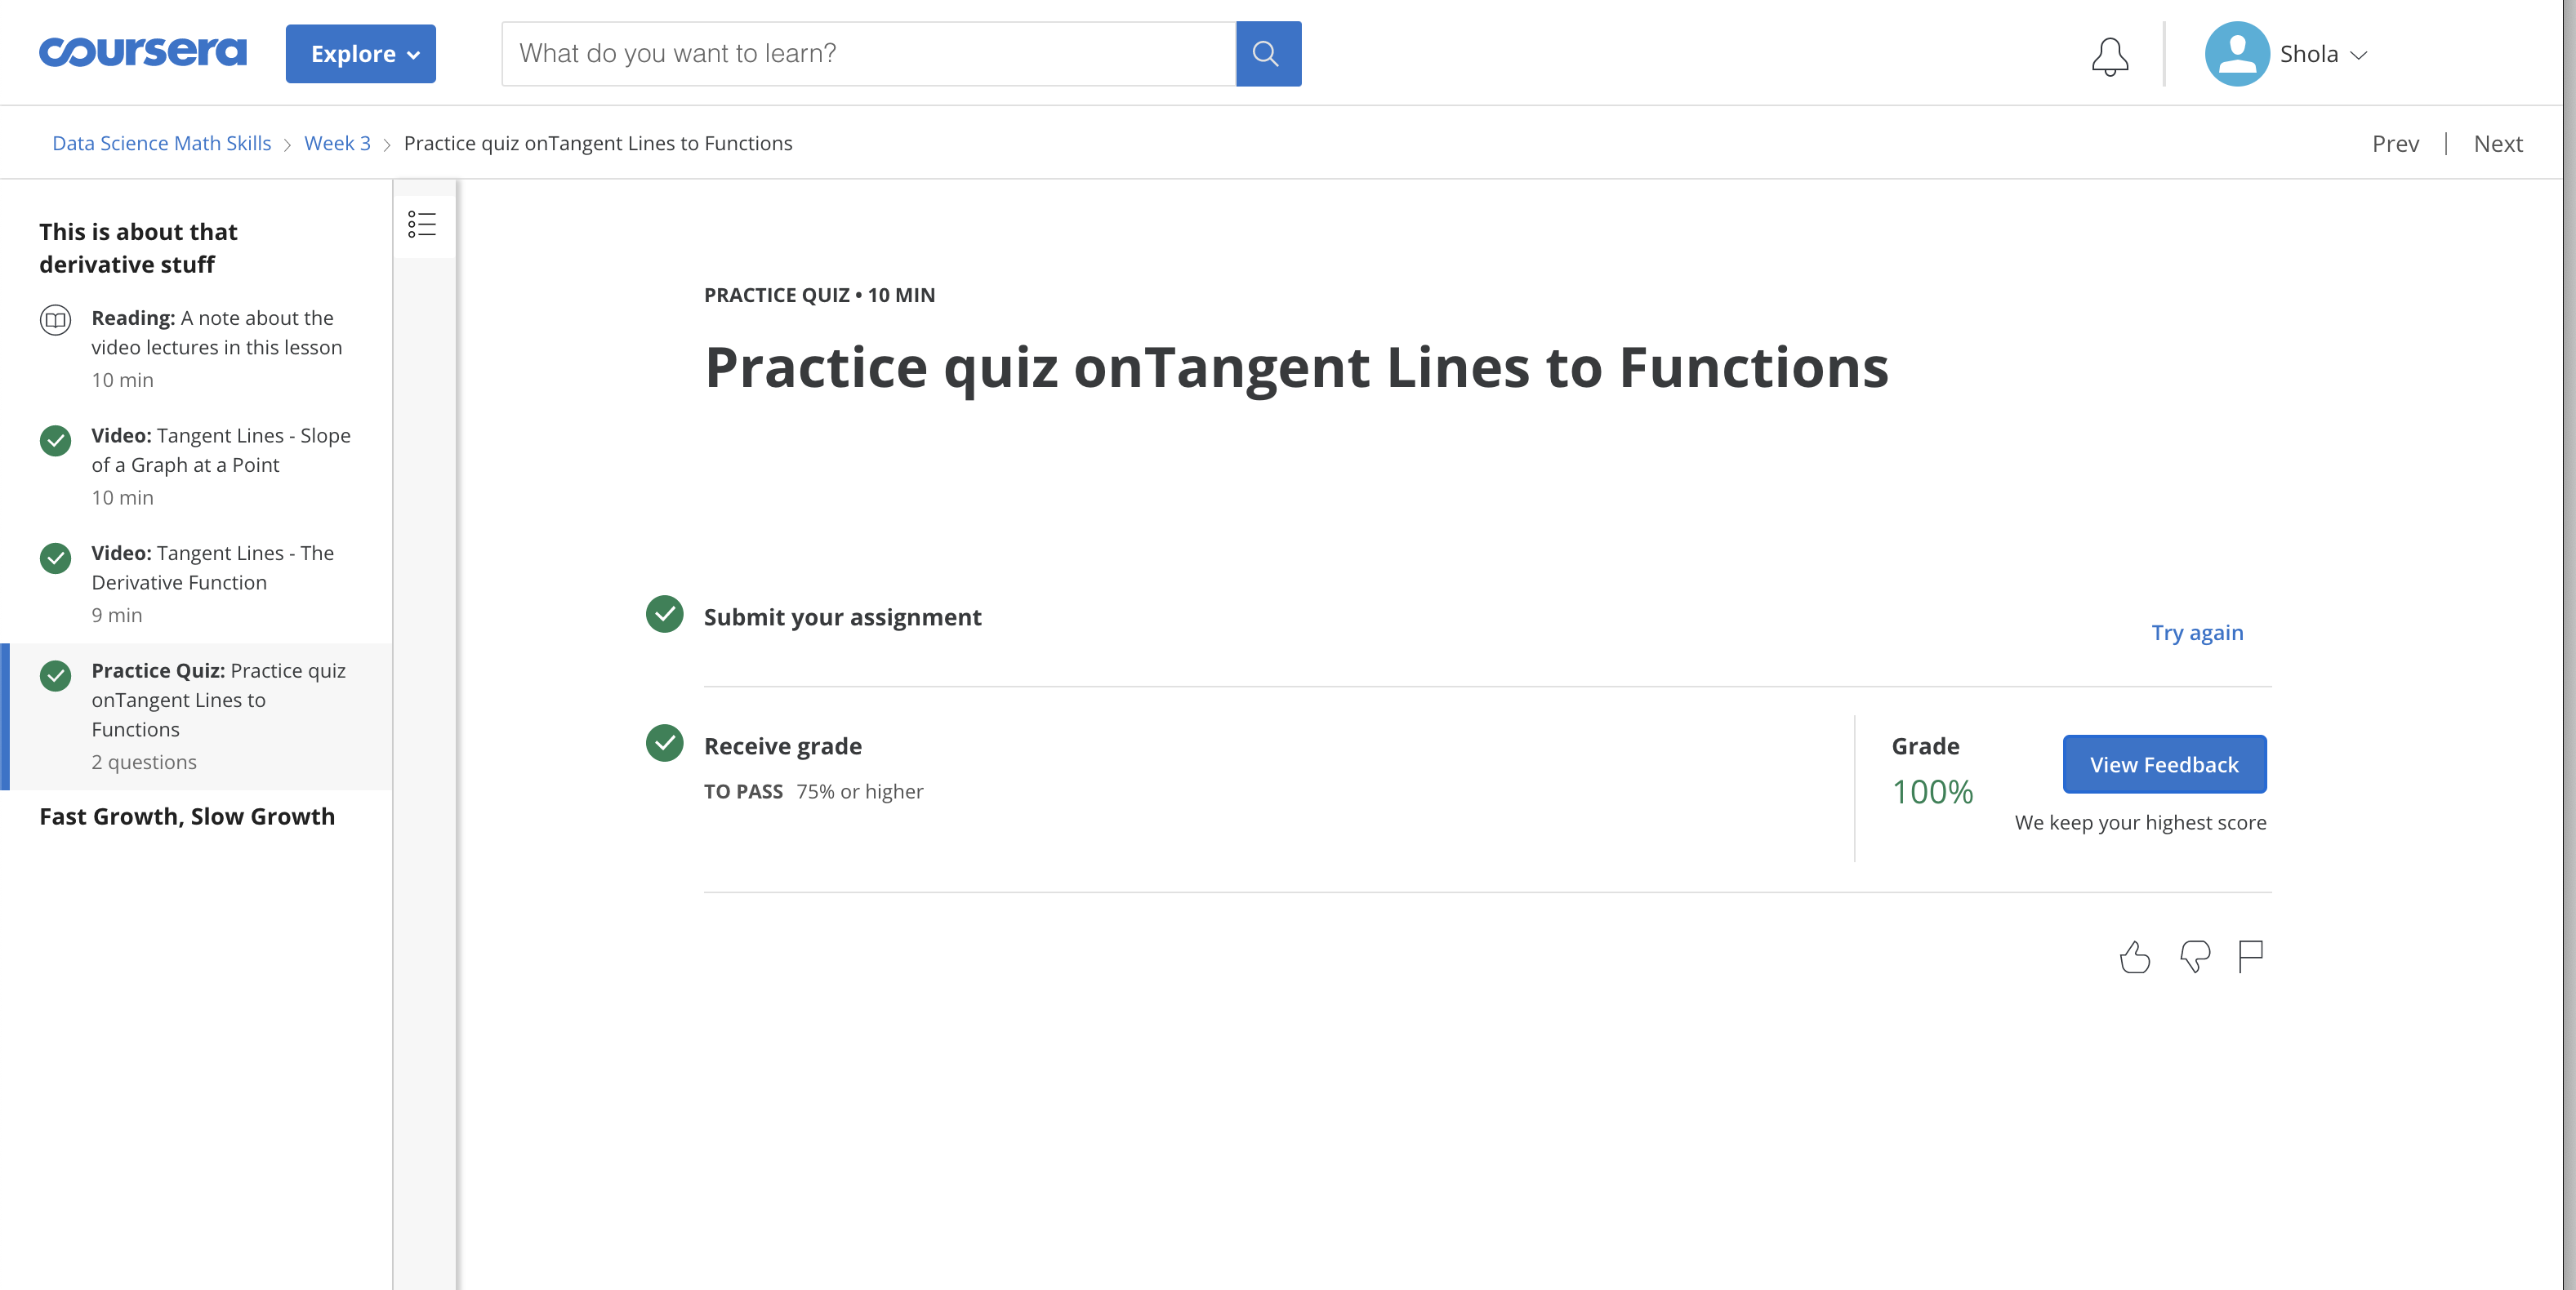 coursera
Explore
What do you want to learn?
Shola
Data Science Math Skills
Week 3
Practice quiz onTangent Lines to Functions
Prev
Next
This is about that
derivative stuff
Reading: A note about the
video lectures in this lesson
10 min
Video: Tangent Lines - Slope
of a Graph at a Point
10 min
Video: Tangent Lines - The
Derivative Function
9 min
Practice Quiz: Practice quiz
onTangent Lines to
Functions
2 questions
Fast Growth, Slow Growth
PRACTICE QUIZ • 10 MIN
Practice quiz onTangent Lines to Functions
Submit your assignment
Try again
Receive grade
TO PASS 75% or higher
Grade
100%
View Feedback
We keep your highest score